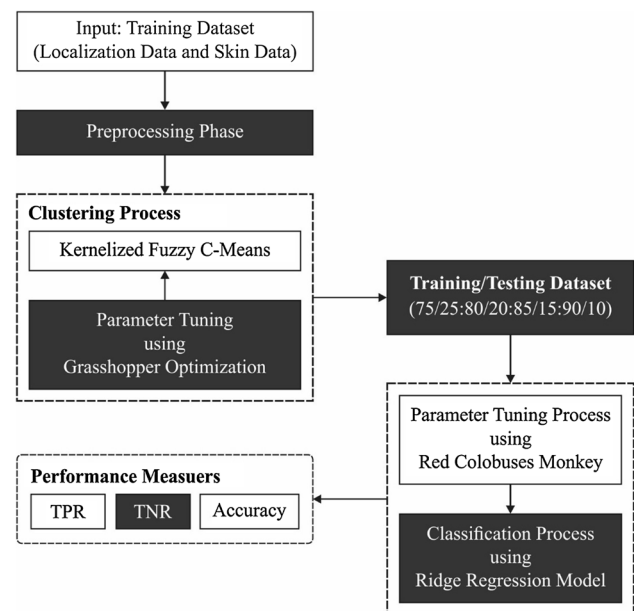 Input: Training Dataset
(Localization Data and Skin Data)
Preprocessing Phase
Clustering Process
Kernelized Fuzzy C-Means
Parameter Tuning
using
Grasshopper Optimization
Training/Testing Dataset
(75/25:80/20:85/15:90/10)
Parameter Tuning Process
using
Red Colobuses Monkey
Classification Process
using
Ridge Regression Model
Performance Measuers
TPR
TNR
Accuracy